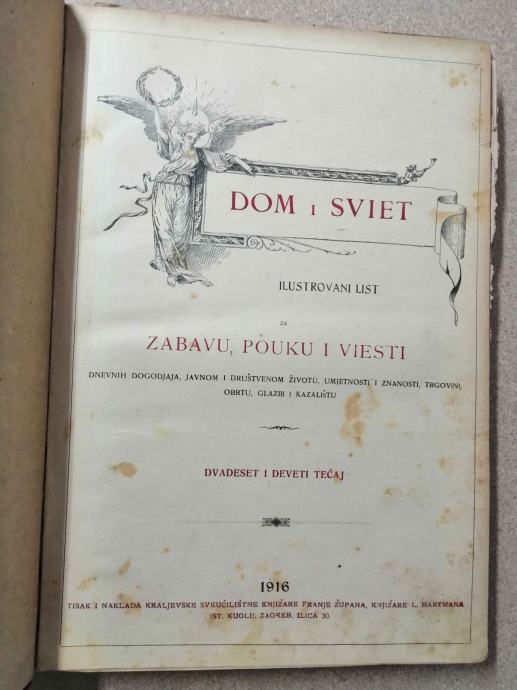 DOM I SVIET
ILUSTROVANI LIST
ZA
ZABAVU, POUKU I VIESTI
DNEVNIH DOGODJAJA, JAVNOM I DRUŠTVENOM ŽIVOTU, UMJETNOSTI I ZNANOSTI, TRGOVINI,
OBRTU, GLAZBI I KAZALIŠTU
DVADESET I DEVETI TEČAJ
1916
TISAK I NAKLADA KRALJEVSKE SVEUČILIŠTNE KNJIŽARE FRANJE ŽUPANA, KNJIŽARE L. HARTMANA
(ST. KUGLI), ZAGREB, ILICA 30.